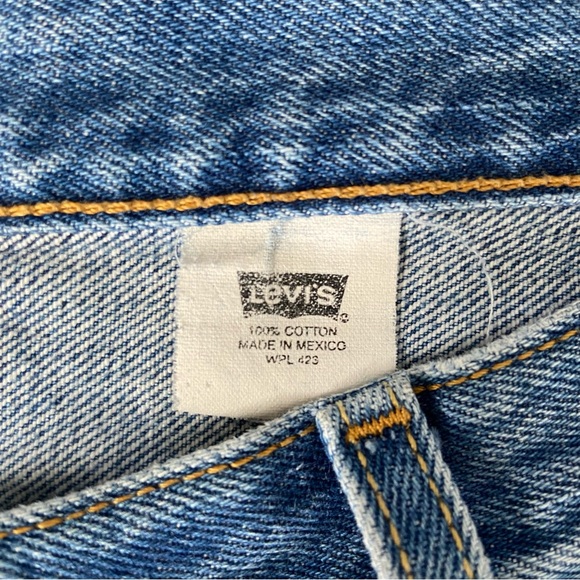 Levi's
100% COTTON
MADE IN MEXICO
WPL 423